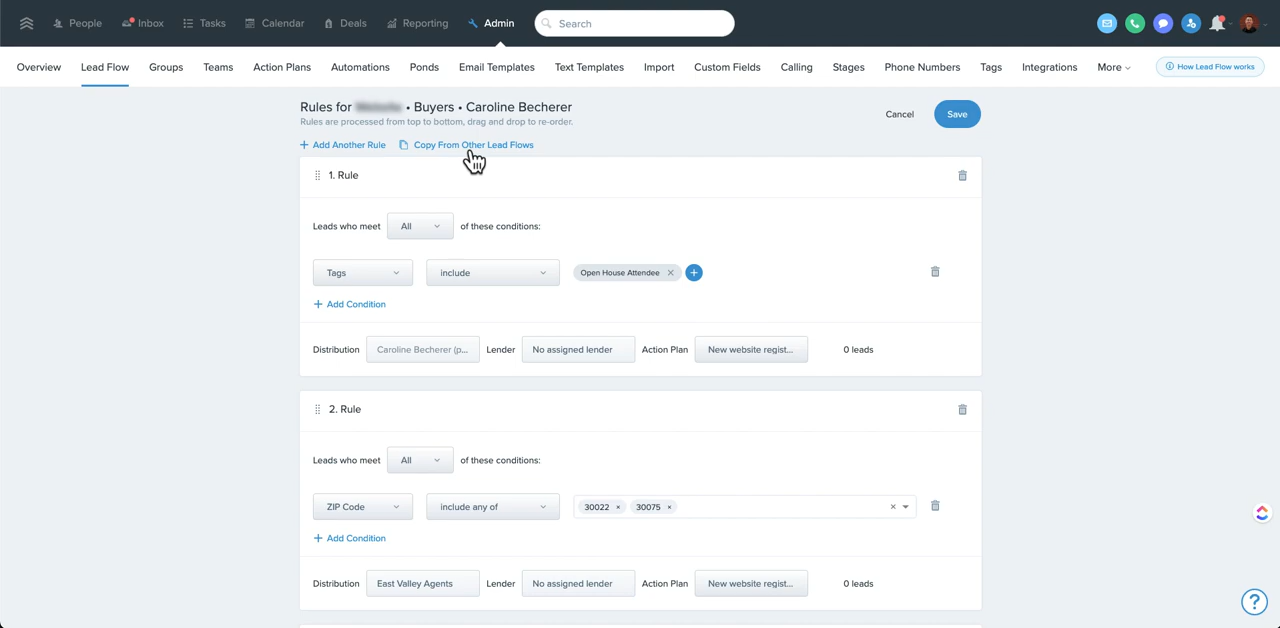 People Inbox Tasks Calendar Deals Reporting Admin Search
Overview Lead Flow Groups Teams Action Plans Automations Ponds Email Templates Text Templates Import Custom Fields Calling Stages Phone Numbers Tags Integrations More How Lead Flow works
Rules for • Buyers • Caroline Becherer
Rules are processed from top to bottom, drag and drop to re-order.
Cancel Save
+ Add Another Rule Copy From Other Lead Flows
1. Rule
Leads who meet All of these conditions:
Tags include Open House Attendee × +
+ Add Condition
Distribution Caroline Becherer (p... Lender No assigned lender Action Plan New website regist... 0 leads
2. Rule
Leads who meet All of these conditions:
ZIP Code include any of 30022 × 30075 × ×
+ Add Condition
Distribution East Valley Agents Lender No assigned lender Action Plan New website regist... 0 leads
?